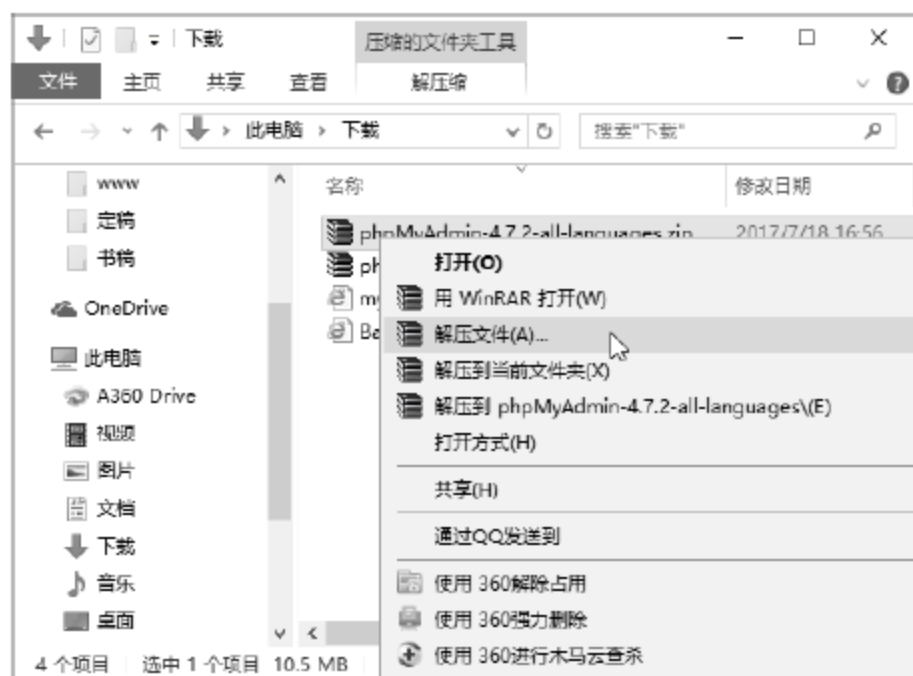 下载
压缩的文件夹工具
文件 主页 共享 查看 解压缩
此电脑 › 下载
搜索"下载"
名称 修改日期
www
定稿
书稿
OneDrive
此电脑
A360 Drive
视频
图片
文档
下载
音乐
桌面
phpMyAdmin-4.7.2-all-languages.zip 2017/7/18 16:56
ph
my
Ba
打开(O)
用 WinRAR 打开(W)
解压文件(A)...
解压到当前文件夹(X)
解压到 phpMyAdmin-4.7.2-all-languages\(E)
打开方式(H)
共享(H)
通过QQ发送到
使用 360解除占用
使用 360强力删除
使用 360进行木马云查杀
4 个项目 选中 1 个项目 10.5 MB